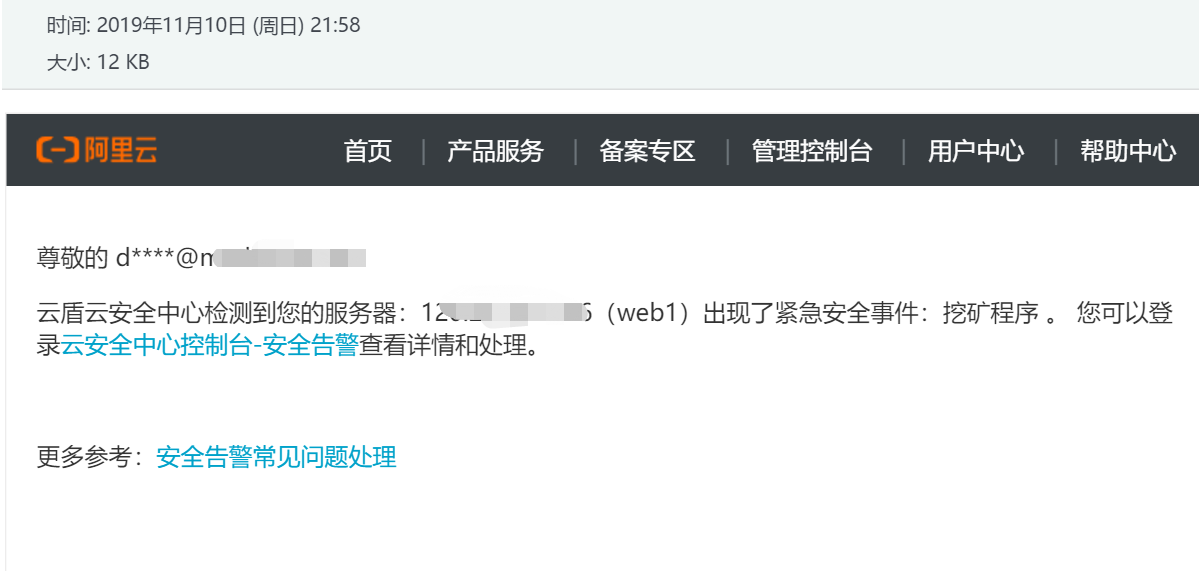 时间: 2019年11月10日 (周日) 21:58
大小: 12 KB
阿里云 首页 | 产品服务 | 备案专区 | 管理控制台 | 用户中心 | 帮助中心
尊敬的 d****@
云盾云安全中心检测到您的服务器：12 6（web1）出现了紧急安全事件：挖矿程序 。 您可以登
录云安全中心控制台-安全告警查看详情和处理。
更多参考：安全告警常见问题处理